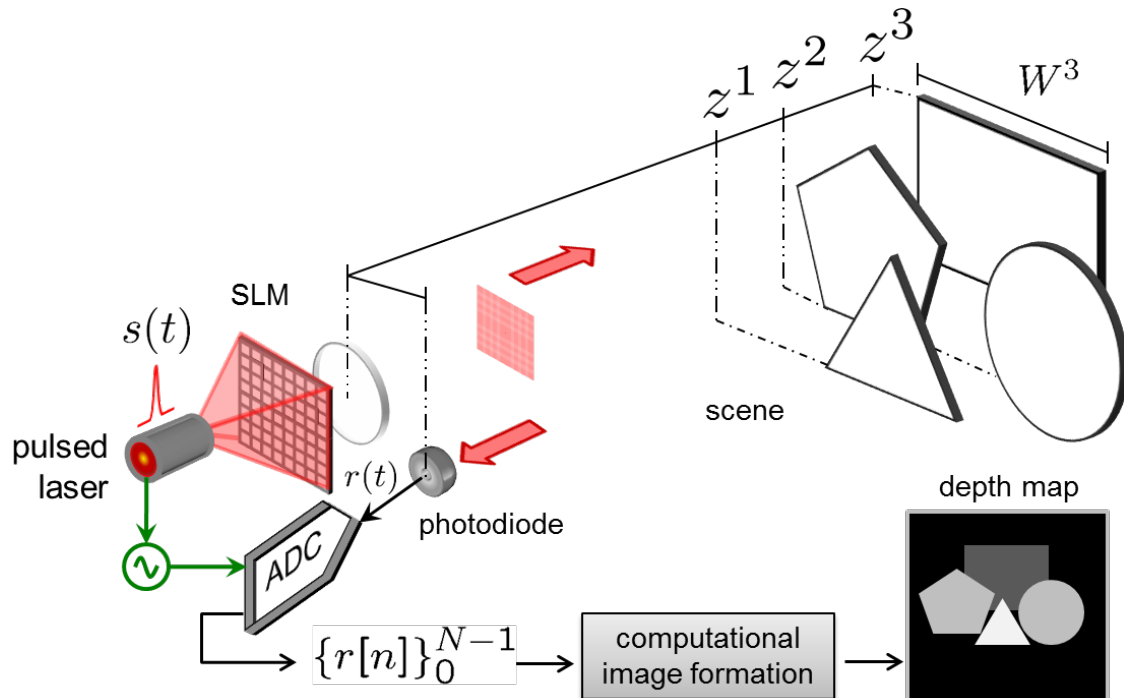 z^1
z^2
z^3
W^3
SLM
s(t)
pulsed
laser
r(t)
photodiode
scene
ADC
depth map
{r[n]}_0^{N-1}
computational
image formation